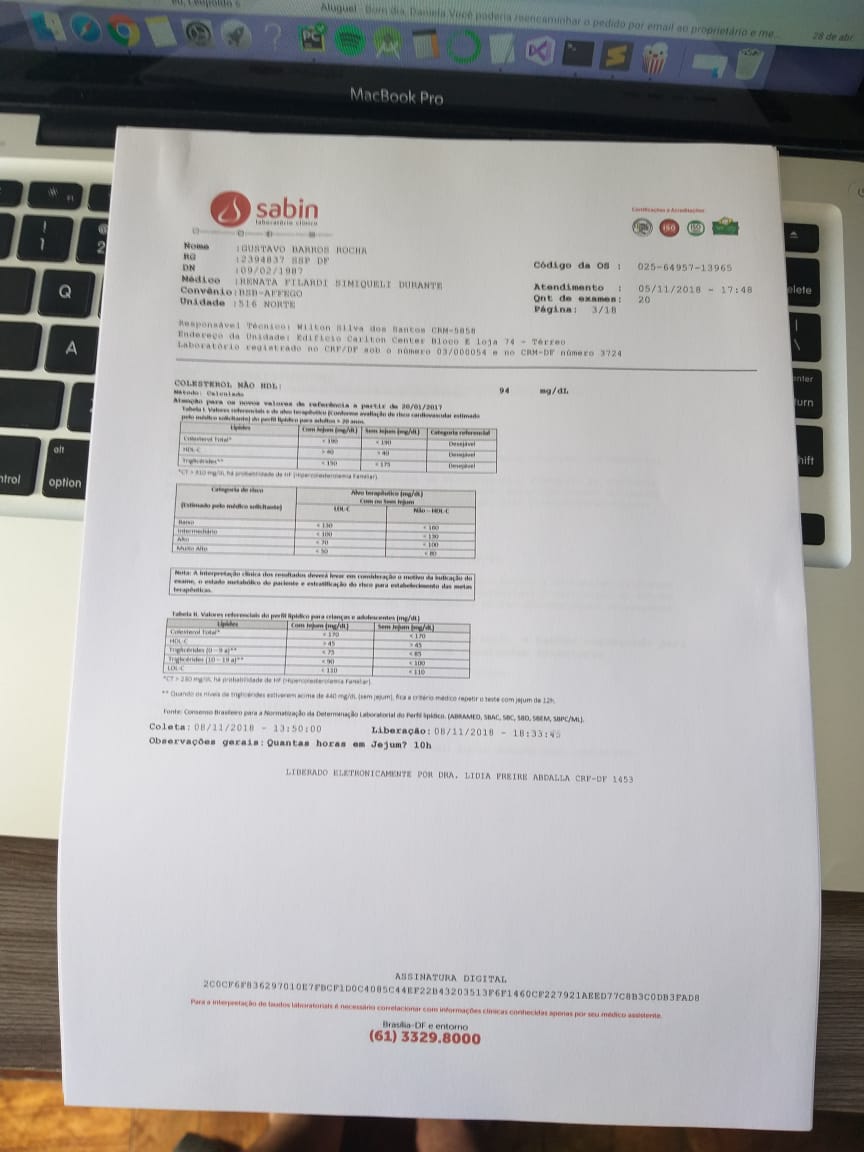 Aluguel - Bom dia, Daniela Você poderia reencaminhar o pedido por email ao proprietário e me...
28 de abr
MacBook Pro
sabin
laboratório clínico
Certificações e Acreditações
Nome :GUSTAVO BARROS ROCHA
RG :2394837 SSP DF
DN :09/02/1987
Médico :RENATA FILARDI SIMIQUELI DURANTE
Convênio:BSB-AFFEGO
Unidade :516 NORTE
Código da OS : 025-64957-13965
Atendimento : 05/11/2018 - 17:48
Qnt de exames: 20
Página: 3/18
Responsável Técnico: Wilton Silva dos Santos CRM-5858
Endereço da Unidade: Edifício Carlton Center Bloco E loja 74 - Térreo
Laboratório registrado no CRF/DF sob o número 03/000054 e no CRM-DF número 3724
COLESTEROL NÃO HDL: 94 mg/dL
Método: Calculado
Atenção para os novos valores de referência a partir de 20/01/2017
Tabela I. Valores referenciais e de alvo terapêutico (Conforme avaliação de risco cardiovascular estimado
pelo médico solicitante) do perfil lipídico para adultos > 20 anos.
Lipídes Com Jejum (mg/dL) Sem Jejum (mg/dL) Categoria referencial
Colesterol Total* < 190 < 190 Desejável
HDL-C > 40 > 40 Desejável
Triglicérides** < 150 < 175 Desejável
*CT > 310 mg/dL há probabilidade de HF (Hipercolesterolemia Familiar).
Categoria de risco Alvo terapêutico (mg/dL)
Com ou Sem Jejum
(Estimado pelo médico solicitante) LDL-C Não-HDL-C
Baixo < 130 < 160
Intermediário < 100 < 130
Alto < 70 < 100
Muito Alto < 50 < 80
Nota: A interpretação clínica dos resultados deverá levar em consideração o motivo da indicação do
exame, o estado metabólico do paciente e estratificação do risco para estabelecimento das metas
terapêuticas.
Tabela II. Valores referenciais do perfil lipídico para crianças e adolescentes (mg/dL)
Lipídes Com Jejum (mg/dL) Sem Jejum (mg/dL)
Colesterol Total* < 170 < 170
HDL-C > 45 > 45
Triglicérides (0 - 9 a)** < 75 < 85
Triglicérides (10 - 19 a)** < 90 < 100
LDL-C < 110 < 110
*CT > 230 mg/dL há probabilidade de HF (Hipercolesterolemia Familiar).
** Quando os níveis de triglicérides estiverem acima de 440 mg/dL (sem jejum), fica a critério médico repetir o teste com jejum de 12h.
Fonte: Consenso Brasileiro para a Normatização da Determinação Laboratorial do Perfil lipídico. (ABRAMED, SBAC, SBC, SBD, SBEM, SBPC/ML).
Coleta: 08/11/2018 - 13:50:00 Liberação: 08/11/2018 - 18:33:45
Observações gerais: Quantas horas em Jejum? 10h
LIBERADO ELETRONICAMENTE POR DRA. LIDIA FREIRE ABDALLA CRF-DF 1453
ASSINATURA DIGITAL
2C0CF6F836297010E7FBCF1D0C4085C44EF22B43203513F6F1460CF227921AEED77C8B3C0DB3FAD8
Para a interpretação de laudos laboratoriais é necessário correlacionar com informações clínicas conhecidas apenas por seu médico assistente.
Brasília-DF e entorno
(61) 3329.8000
Q
A
alt
option
elete
enter
urn
hift
ntrol